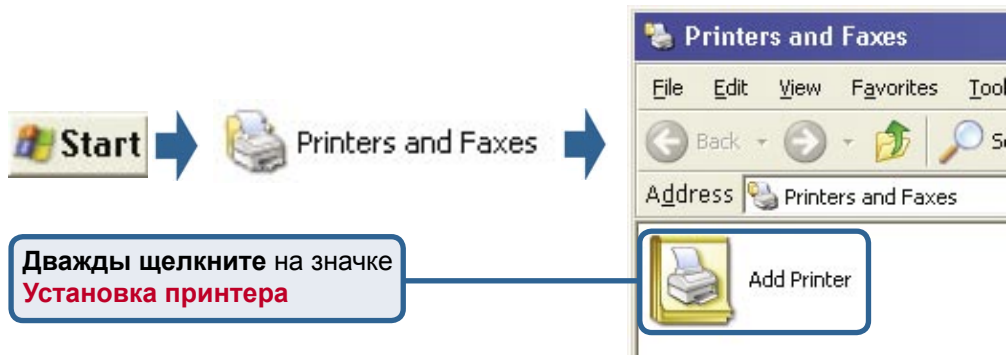 Start
Printers and Faxes
Printers and Faxes
File Edit View Favorites
Back
Address Printers and Faxes
Дважды щелкните на значке
Установка принтера
Add Printer